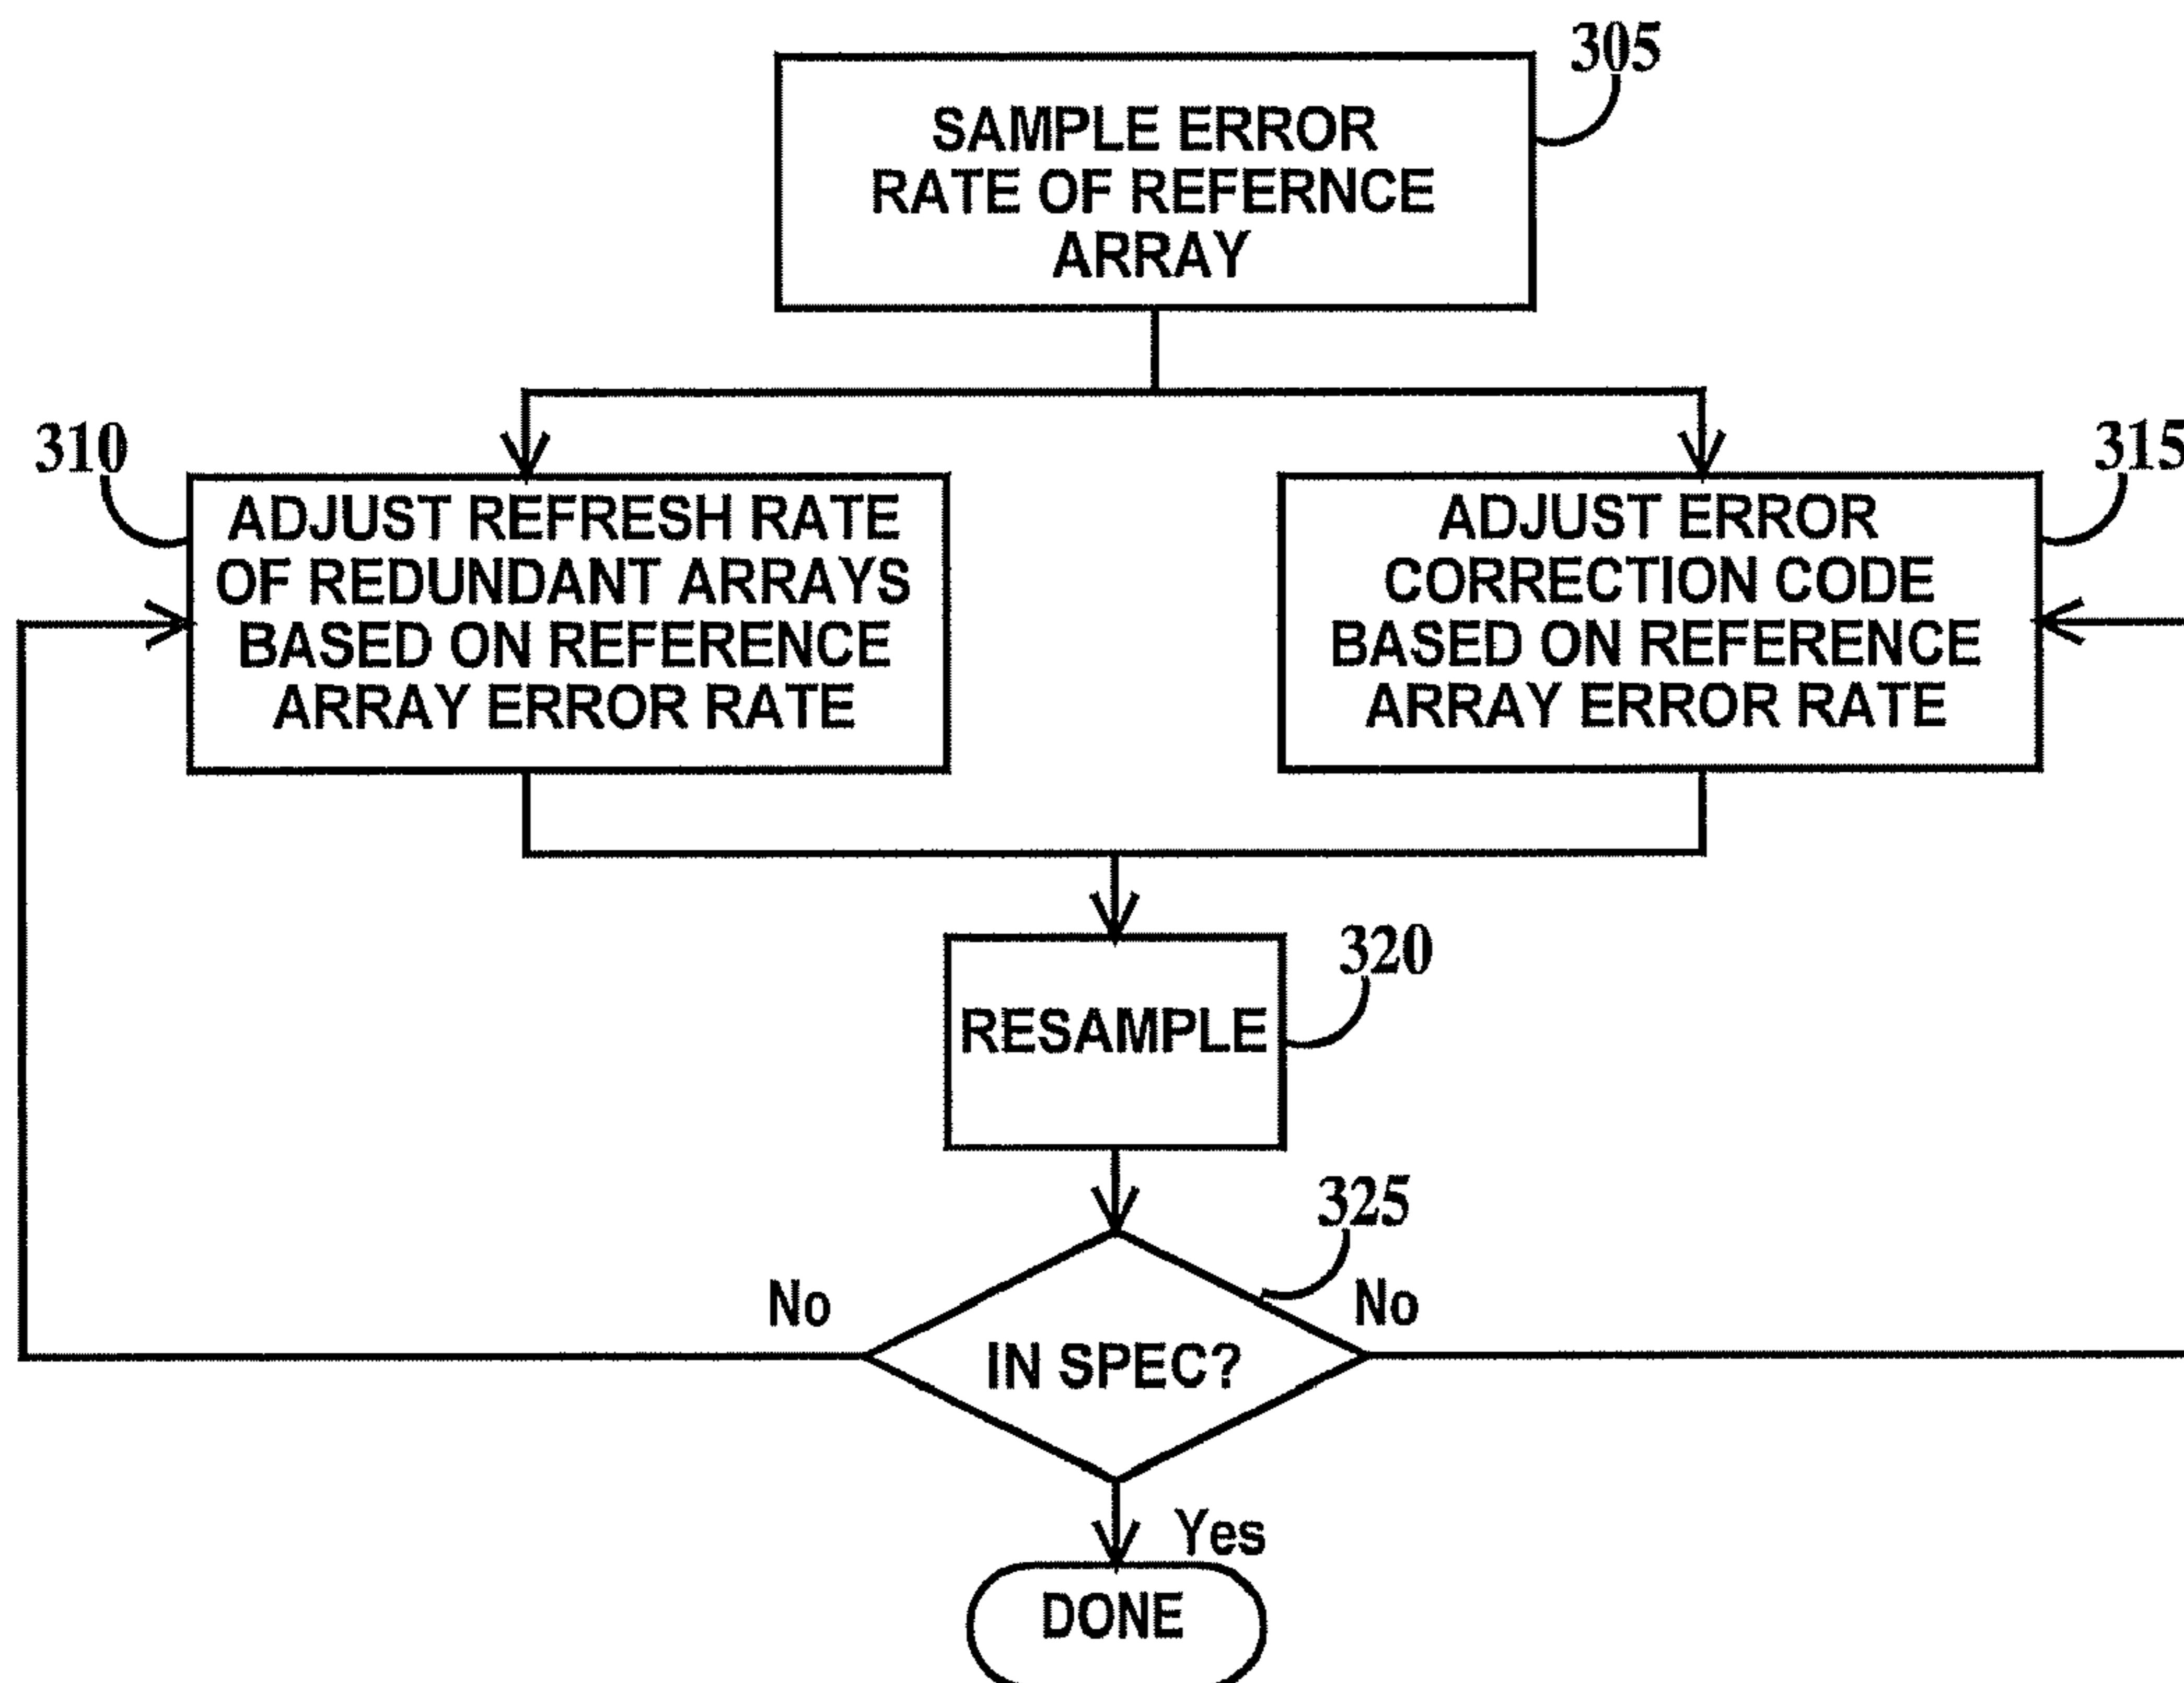 305
SAMPLE ERROR
RATE OF REFERNCE
ARRAY
310
ADJUST REFRESH RATE
OF REDUNDANT ARRAYS
BASED ON REFERENCE
ARRAY ERROR RATE
315
ADJUST ERROR
CORRECTION CODE
BASED ON REFERENCE
ARRAY ERROR RATE
320
RESAMPLE
325
No
IN SPEC?
No
Yes
DONE